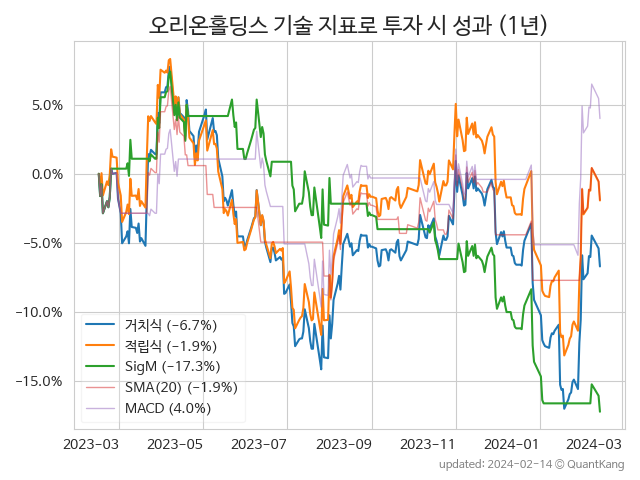 오리온홀딩스 기술 지표로 투자 시 성과 (1년)
5.0%
0.0%
−5.0%
−10.0%
−15.0%
거치식 (−6.7%)
적립식 (−1.9%)
SigM (−17.3%)
SMA(20) (−1.9%)
MACD (4.0%)
2023−03 2023−05 2023−07 2023−09 2023−11 2024−01 2024−03
updated: 2024−02−14 @ QuantKang